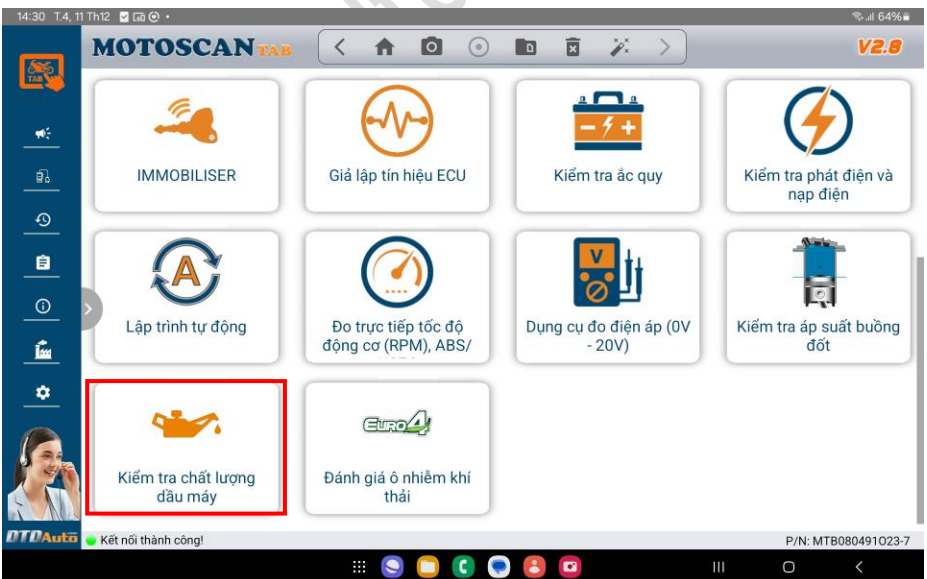 14:30 T.4, 11 Th12
64%
MOTOSCAN TAB
V2.8
TAB
IMMOBILISER
Giả lập tín hiệu ECU
Kiểm tra ắc quy
Kiểm tra phát điện và
nạp điện
A
Lập trình tự động
Đo trực tiếp tốc độ
động cơ (RPM), ABS/
V
Dụng cụ đo điện áp (0V
- 20V)
Kiểm tra áp suất buồng
đốt
Kiểm tra chất lượng
dầu máy
EURO4
Đánh giá ô nhiễm khí
thải
DTDAuto
Kết nối thành công!
P/N: MTB080491O23-7